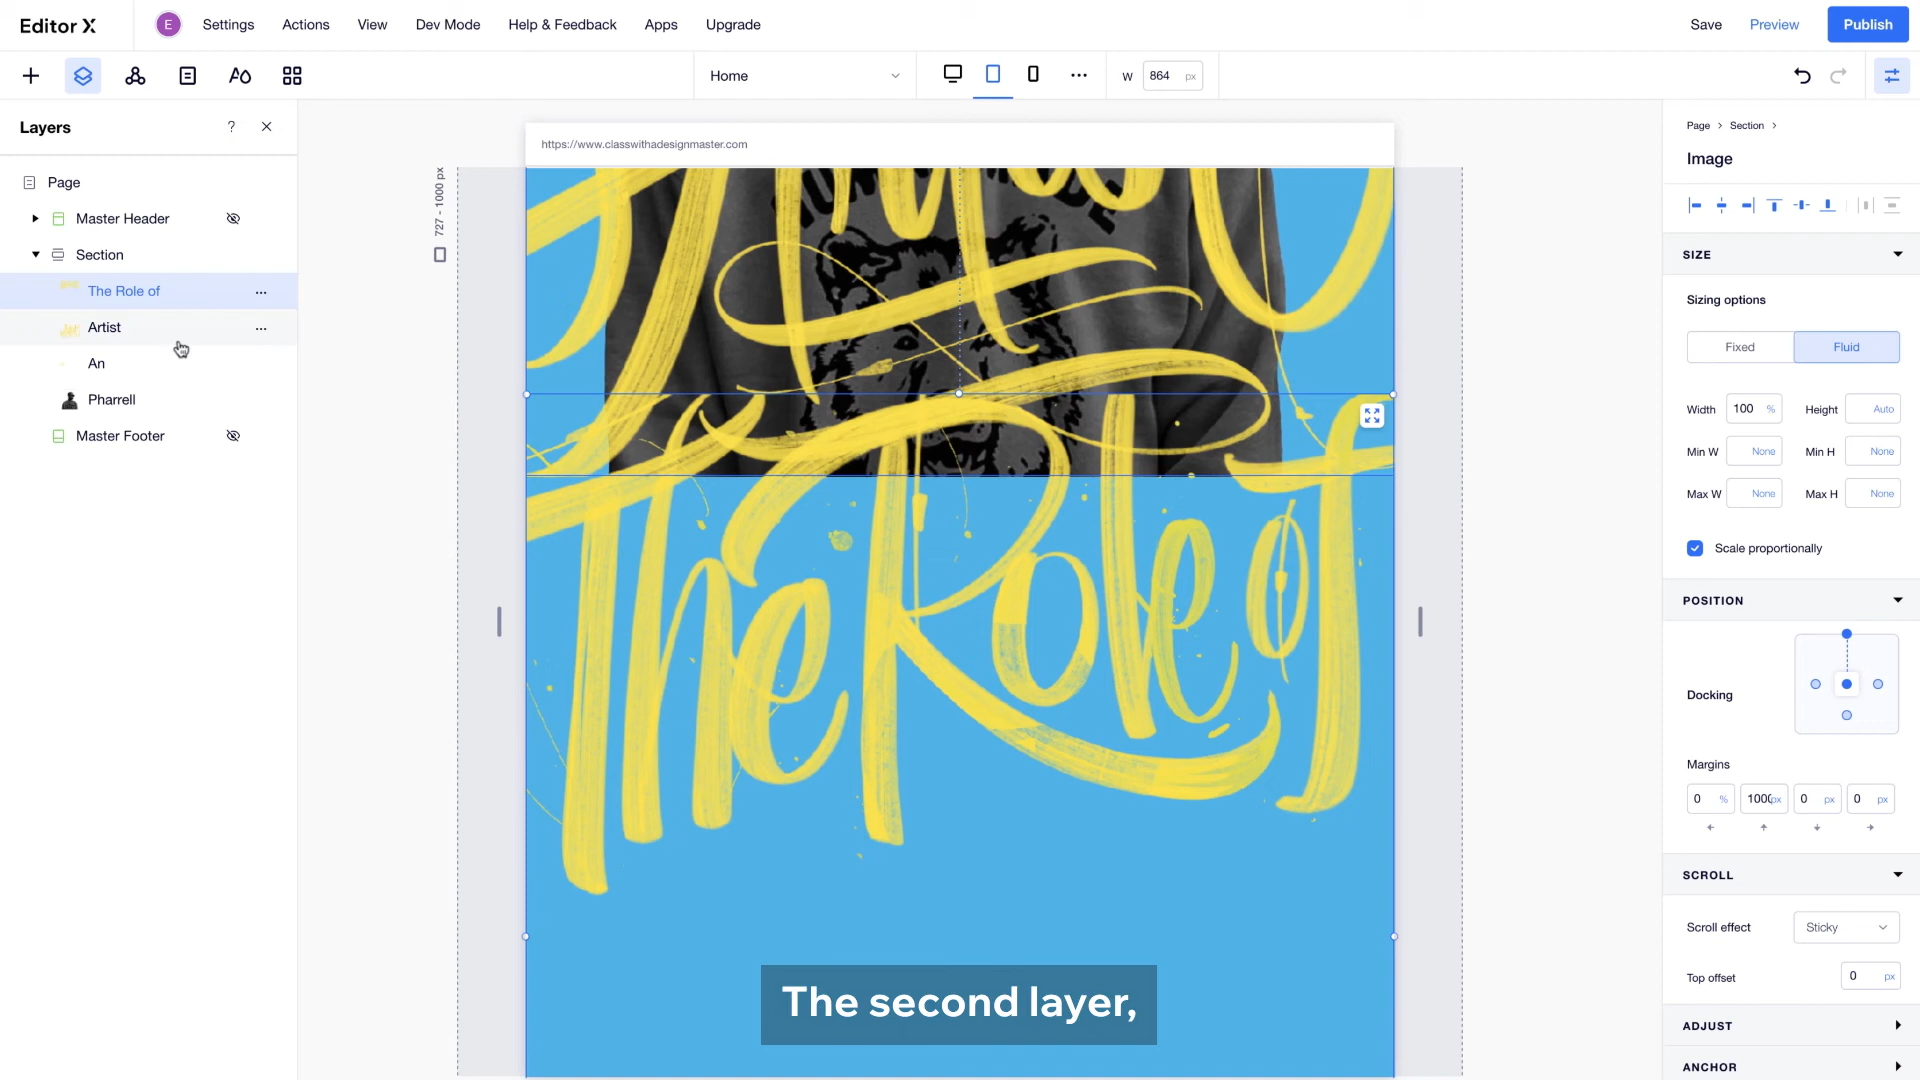 Editor X
E
Settings
Actions
View
Dev Mode
Help & Feedback
Apps
Upgrade
Save
Preview
Publish
Home
W
864
px
Layers
?
Page
Master Header
Section
The Role of
Artist
An
Pharrell
Master Footer
727 - 1000 px
https://www.classwithadesignmaster.com
The Role of
The second layer,
Page > Section >
Image
SIZE
Sizing options
Fixed
Fluid
Width 100 %
Height Auto
Min W None
Min H None
Max W None
Max H None
Scale proportionally
POSITION
Docking
Margins
0 %
1000px
0 px
0 px
SCROLL
Scroll effect
Sticky
Top offset
0 px
ADJUST
ANCHOR